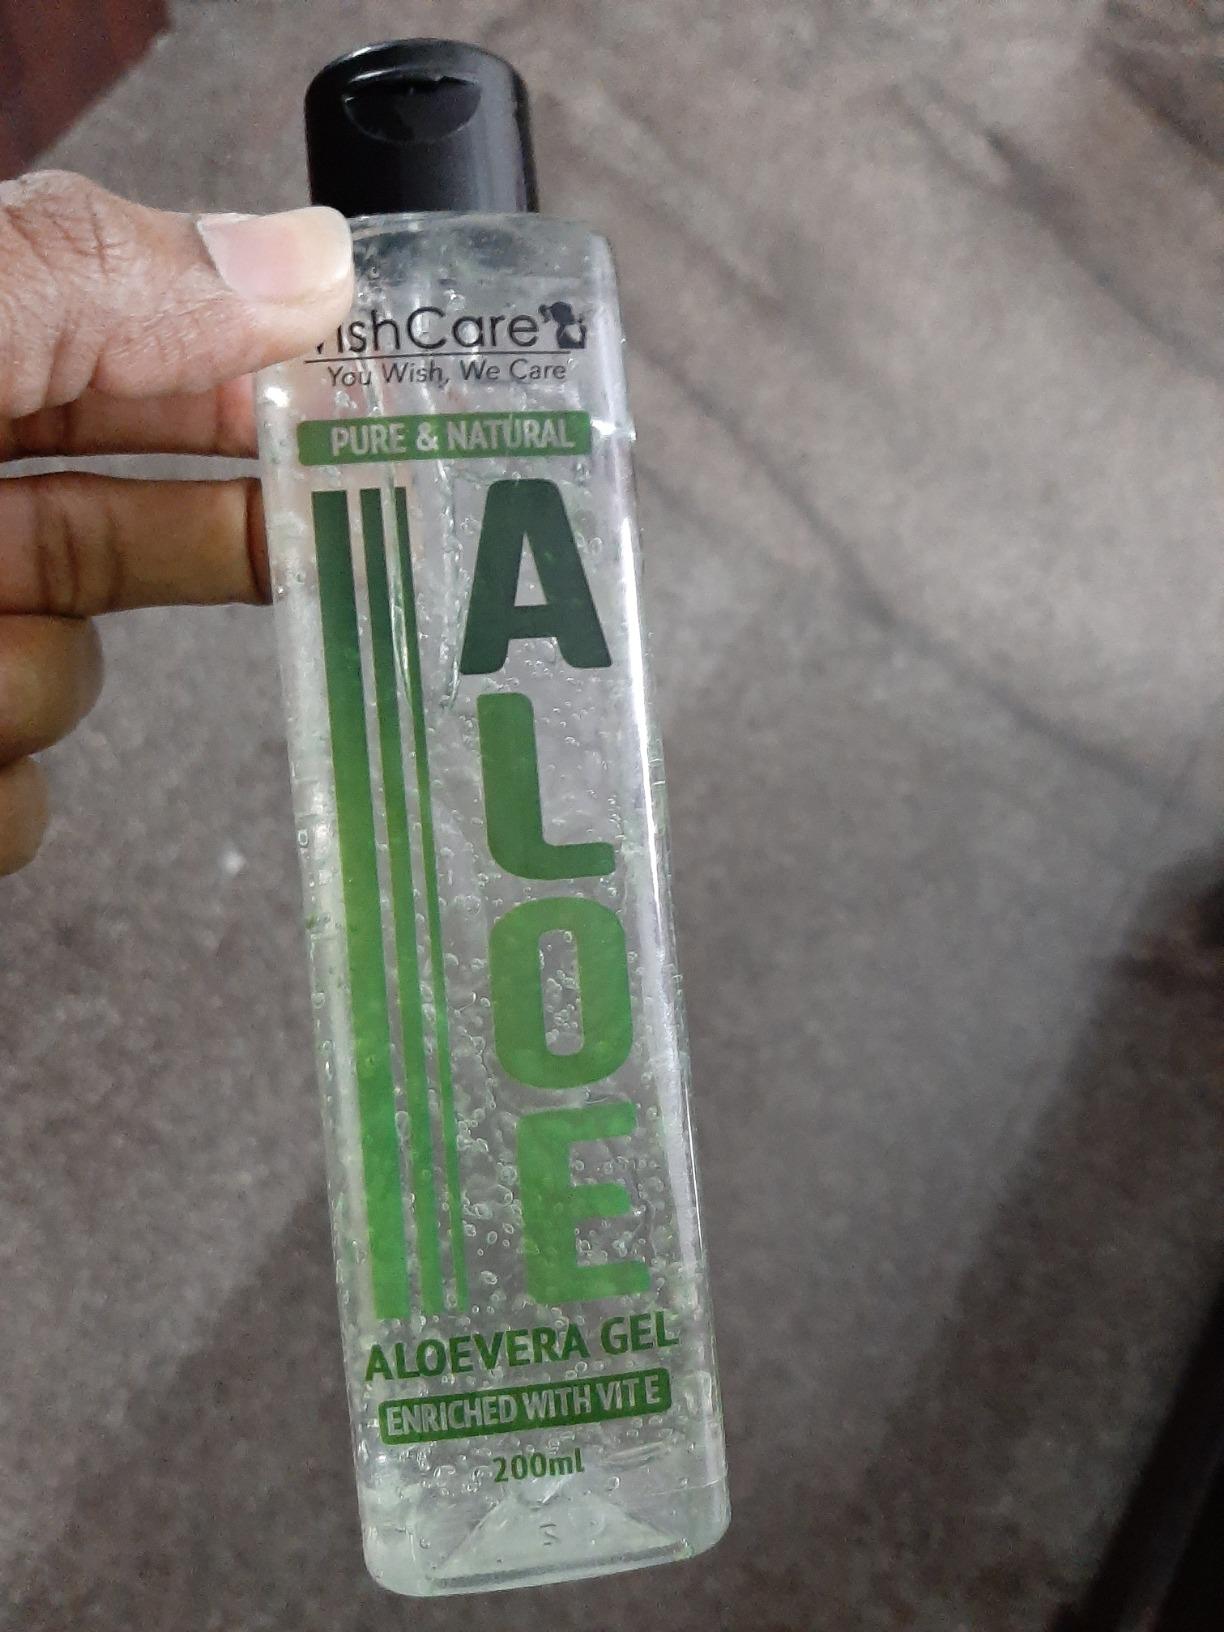 ishCare
You Wish, We Care
PURE & NATURAL
ALOE
ALOEVERA GEL
ENRICHED WITH VIT E
200ml